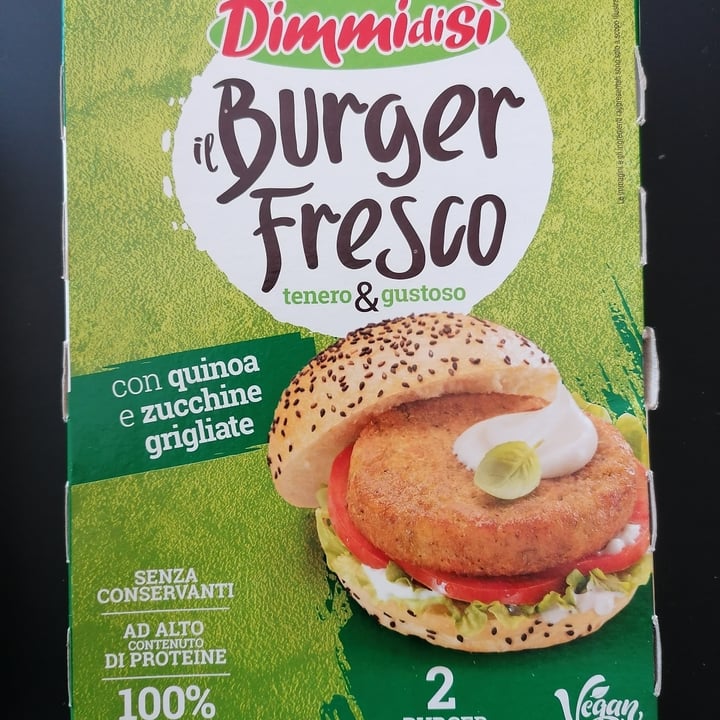 DimmidiSì
il Burger
Fresco
tenero & gustoso
con quinoa
e zucchine
grigliate
SENZA
CONSERVANTI
AD ALTO
CONTENUTO
DI PROTEINE
100%
2
BURGER
Vegan